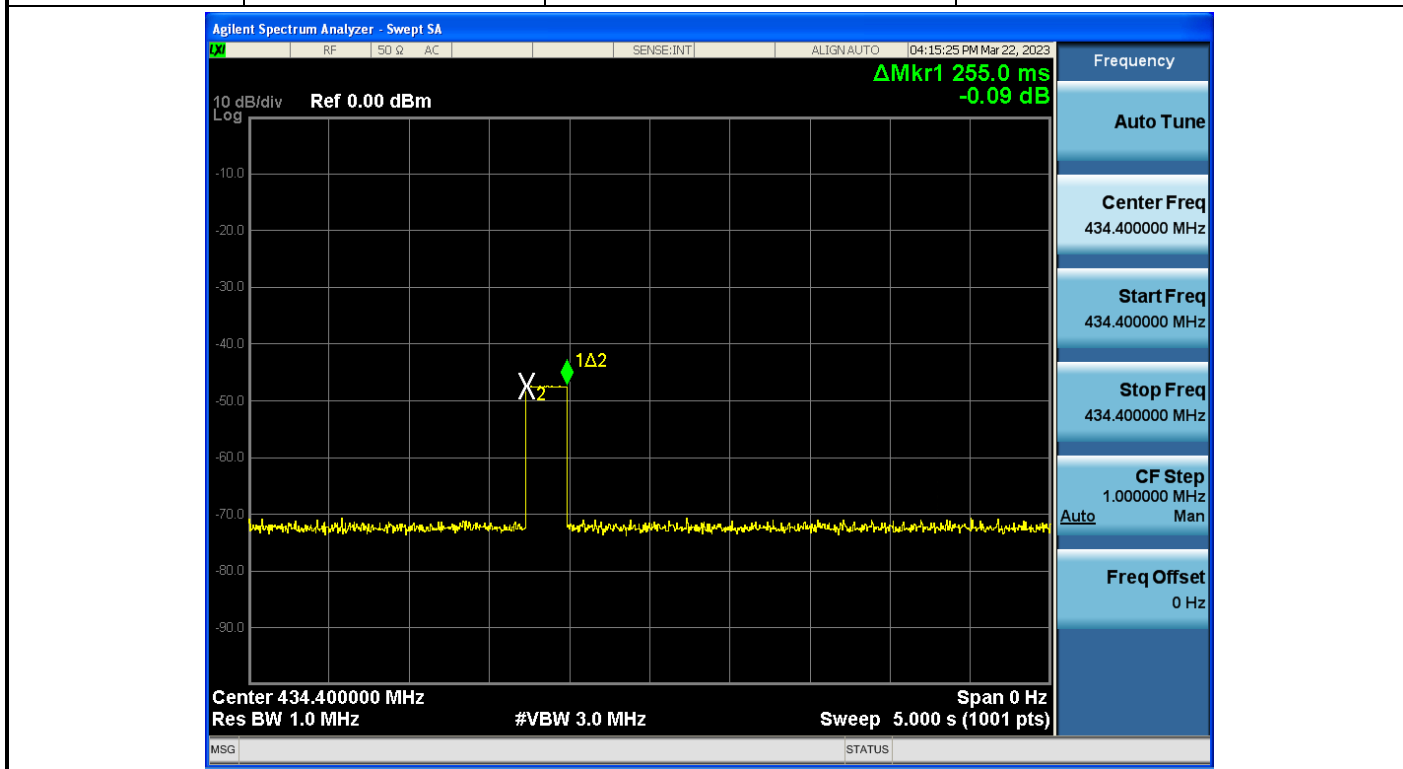 Agilent Spectrum Analyzer - Swept SA
LXI RF 50 Ω AC SENSE:INT ALIGN AUTO 04:15:25 PM Mar 22, 2023
ΔMkr1 255.0 ms
-0.09 dB
10 dB/div Ref 0.00 dBm
Log
-10.0
-20.0
-30.0
-40.0
-50.0
-60.0
-70.0
-80.0
-90.0
1Δ2
2
Center 434.400000 MHz Span 0 Hz
Res BW 1.0 MHz #VBW 3.0 MHz Sweep 5.000 s (1001 pts)
MSG STATUS
Frequency
Auto Tune
Center Freq
434.400000 MHz
Start Freq
434.400000 MHz
Stop Freq
434.400000 MHz
CF Step
1.000000 MHz
Auto Man
Freq Offset
0 Hz